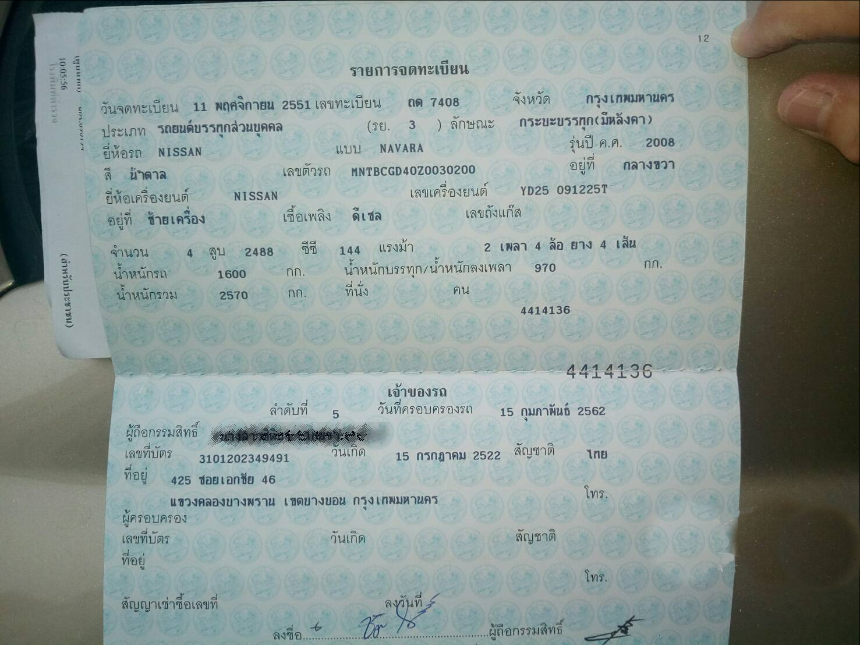 12
รายการจดทะเบียน
วันจดทะเบียน 11 พฤศจิกายน 2551 เลขทะเบียน ถด 7408 จังหวัด กรุงเทพมหานคร
ประเภท รถยนต์บรรทุกส่วนบุคคล (รย. 3 ) ลักษณะ กระบะบรรทุก(มีหลังคา)
ยี่ห้อรถ NISSAN แบบ NAVARA รุ่นปี ค.ศ. 2008
สี น้ำตาล เลขตัวรถ MNTBCGD40Z0030200 อยู่ที่ กลางขวา
ยี่ห้อเครื่องยนต์ NISSAN เลขเครื่องยนต์ YD25 091225T
อยู่ที่ ซ้ายเครื่อง เชื้อเพลิง ดีเซล เลขถังแก๊ส
จำนวน 4 สูบ 2488 ซีซี 144 แรงม้า 2 เพลา 4 ล้อ ยาง 4 เส้น
น้ำหนักรถ 1600 กก. น้ำหนักบรรทุก/น้ำหนักลงเพลา 970 กก.
น้ำหนักรวม 2570 กก. ที่นั่ง คน
4414136
4414136
เจ้าของรถ
ลำดับที่ 5 วันที่ครอบครองรถ 15 กุมภาพันธ์ 2562
ผู้ถือกรรมสิทธิ์
เลขที่บัตร 3101202349491 วันเกิด 15 กรกฎาคม 2522 สัญชาติ ไทย
ที่อยู่ 425 ซอยเอกชัย 46
แขวงคลองบางพราน เขตบางบอน กรุงเทพมหานคร โทร.
ผู้ครอบครอง
เลขที่บัตร วันเกิด สัญชาติ
ที่อยู่
โทร.
สัญญาเช่าซื้อเลขที่ ลงวันที่
ลงชื่อ ผู้ถือกรรมสิทธิ์
10:05:56
(สำหรับประชาชน)